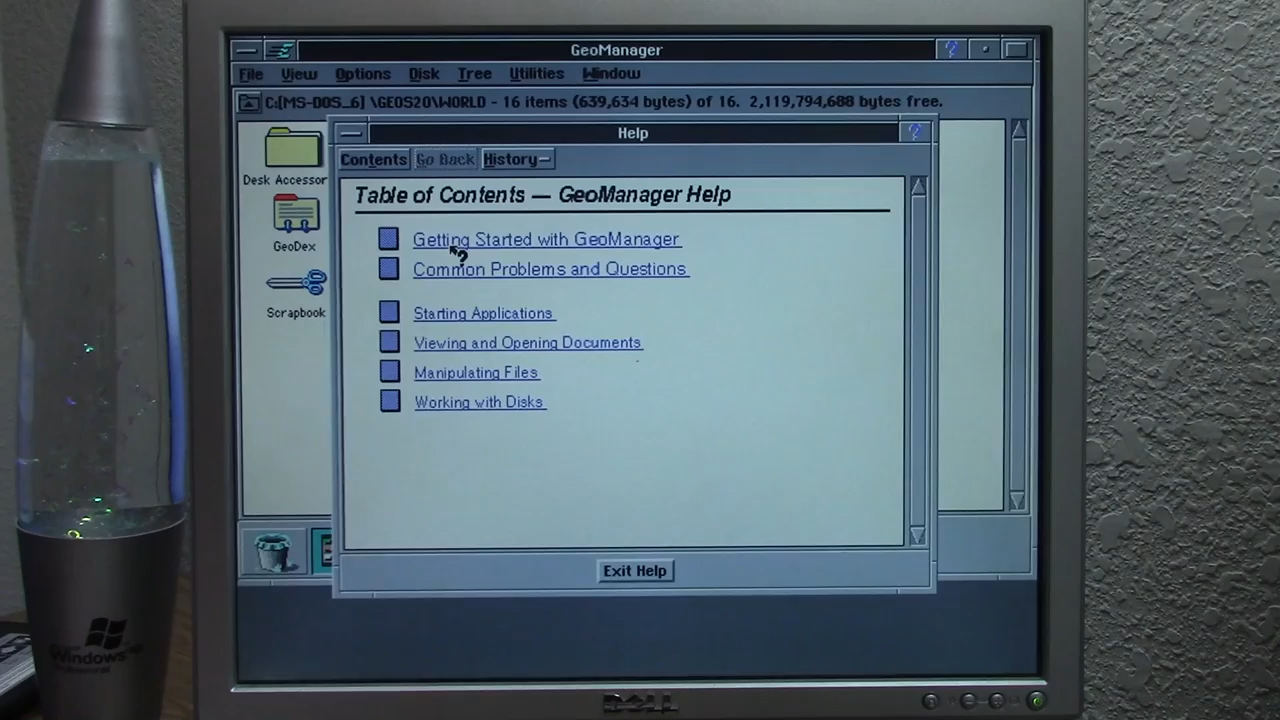 GeoManager
File View Options Disk Tree Utilities Window
C:[MS-DOS_6] \GEOS20\WORLD - 16 items (639,634 bytes) of 16. 2,119,794,688 bytes free.
Help
Contents Go Back History
Table of Contents — GeoManager Help
Getting Started with GeoManager
Common Problems and Questions
Starting Applications
Viewing and Opening Documents
Manipulating Files
Working with Disks
Exit Help
Desk Accessor
GeoDex
Scrapbook
Windows
DELL